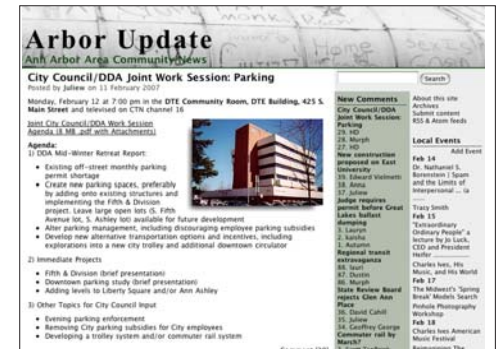 Arbor Update
Ann Arbor Area Community News
City Council/DDA Joint Work Session: Parking
Posted by Juliew on 11 February 2007
Monday, February 12 at 7:00 pm in the DTE Community Room, DTE Building, 425 S.
Main Street and televised on CTN channel 16
Joint City Council/DDA Work Session
Agenda (8 MB .pdf with Attachments)
Agenda:
1) DDA Mid-Winter Retreat Report:
Existing off-street monthly parking
permit shortage
Create new parking spaces, preferably
by adding onto existing structures and
implementing the Fifth & Division
project. Leave large open lots (S. Fifth
Avenue lot, S. Ashley lot) available for future development
Alter parking management, including discouraging employee parking subsidies
Develop new alternative transportation options and incentives, including
explorations into a new city trolley and additional downtown circulator
2) Immediate Projects
Fifth & Division (brief presentation)
Downtown parking study (brief presentation)
Adding levels to Liberty Square and/or Ann Ashley
3) Other Topics for City Council Input
Evening parking enforcement
Removing City parking subsidies for City employees
Developing a trolley system and/or commuter rail system
Search
New Comments
City Council/DDA
Joint Work Session:
Parking
29. HD
28. Murph
27. HD
New construction
proposed on East
University
39. Edward Vielmetti
38. Anna
37. Juliew
Judge requires
permit before Great
Lakes ballast
dumping
3. Lauron
2. kaisha
1. Autumn
Regional transit
extravaganza
88. lauri
87. Dustin
86. Murph
State Review Board
rejects Glen Ann
Place
36. David Cahill
35. Juliew
34. Geoffrey George
Commuter rail by
March?
About this site
Archives
Submit content
RSS & Atom feeds
Local Events
Add Event
Feb 14
Dr. Nathaniel S.
Borenstein | Spam
and the Limits of
Interpersonal ... (a
Tracy Smith
Feb 15
"Extraordinary
Ordinary People" a
lecture by Jo Luck,
CEO and President
Heifer
Charles Ives, His
Music, and His World
Feb 17
The Midwest's 'Spring
Break' Models Search
Pinhole Photography
Workshop
Feb 18
Charles Ives American
Music Festival
Reimagining The